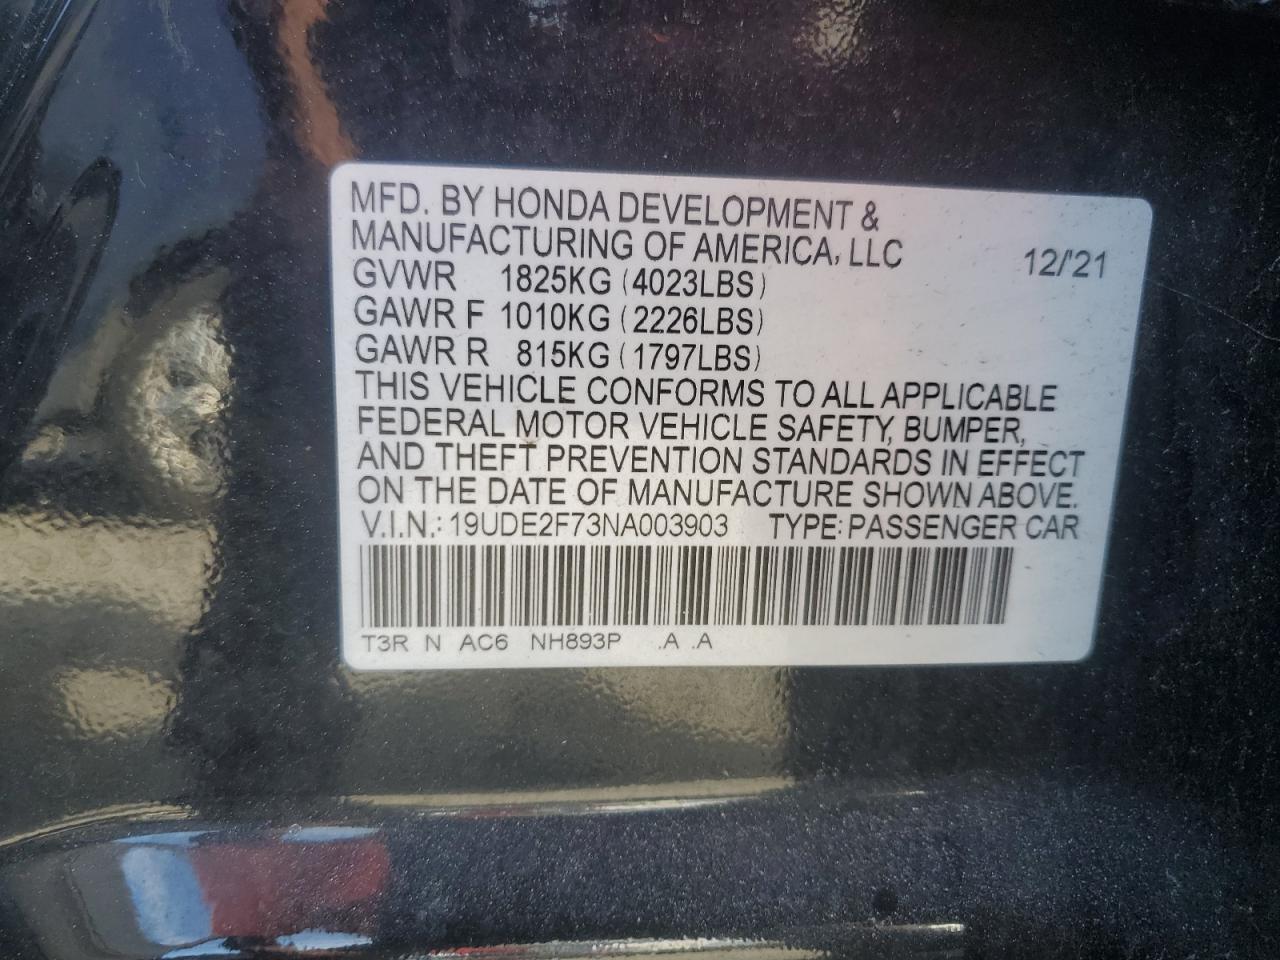 MFD. BY HONDA DEVELOPMENT &
MANUFACTURING OF AMERICA, LLC 12/'21
GVWR 1825KG (4023LBS)
GAWR F 1010KG (2226LBS)
GAWR R 815KG (1797LBS)
THIS VEHICLE CONFORMS TO ALL APPLICABLE
FEDERAL MOTOR VEHICLE SAFETY, BUMPER,
AND THEFT PREVENTION STANDARDS IN EFFECT
ON THE DATE OF MANUFACTURE SHOWN ABOVE.
V.I.N.: 19UDE2F73NA003903 TYPE: PASSENGER CAR
T3R N AC6 NH893P .A .A